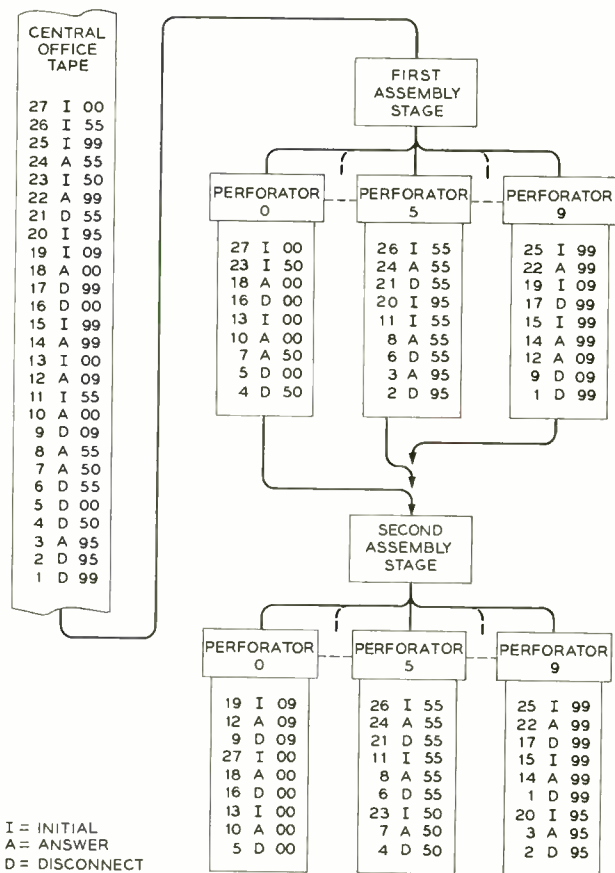 CENTRAL
OFFICE
TAPE
27 I 00
26 I 55
25 I 99
24 A 55
23 I 50
22 A 99
21 D 55
20 I 95
19 I 09
18 A 00
17 D 99
16 D 00
15 I 99
14 A 99
13 I 00
12 A 09
11 I 55
10 A 00
9 D 09
8 A 55
7 A 50
6 D 55
5 D 00
4 D 50
3 A 95
2 D 95
1 D 99
FIRST
ASSEMBLY
STAGE
PERFORATOR
0
27 I 00
23 I 50
18 A 00
16 D 00
13 I 00
10 A 00
7 A 50
5 D 00
4 D 50
PERFORATOR
5
26 I 55
24 A 55
21 D 55
20 I 95
11 I 55
8 A 55
6 D 55
3 A 95
2 D 95
PERFORATOR
9
25 I 99
22 A 99
19 I 09
17 D 99
15 I 99
14 A 99
12 A 09
9 D 09
1 D 99
SECOND
ASSEMBLY
STAGE
PERFORATOR
0
19 I 09
12 A 09
9 D 09
27 I 00
18 A 00
16 D 00
13 I 00
10 A 00
5 D 00
PERFORATOR
5
26 I 55
24 A 55
21 D 55
11 I 55
8 A 55
6 D 55
23 I 50
7 A 50
4 D 50
PERFORATOR
9
25 I 99
22 A 99
17 D 99
15 I 99
14 A 99
1 D 99
20 I 95
3 A 95
2 D 95
I = INITIAL
A = ANSWER
D = DISCONNECT